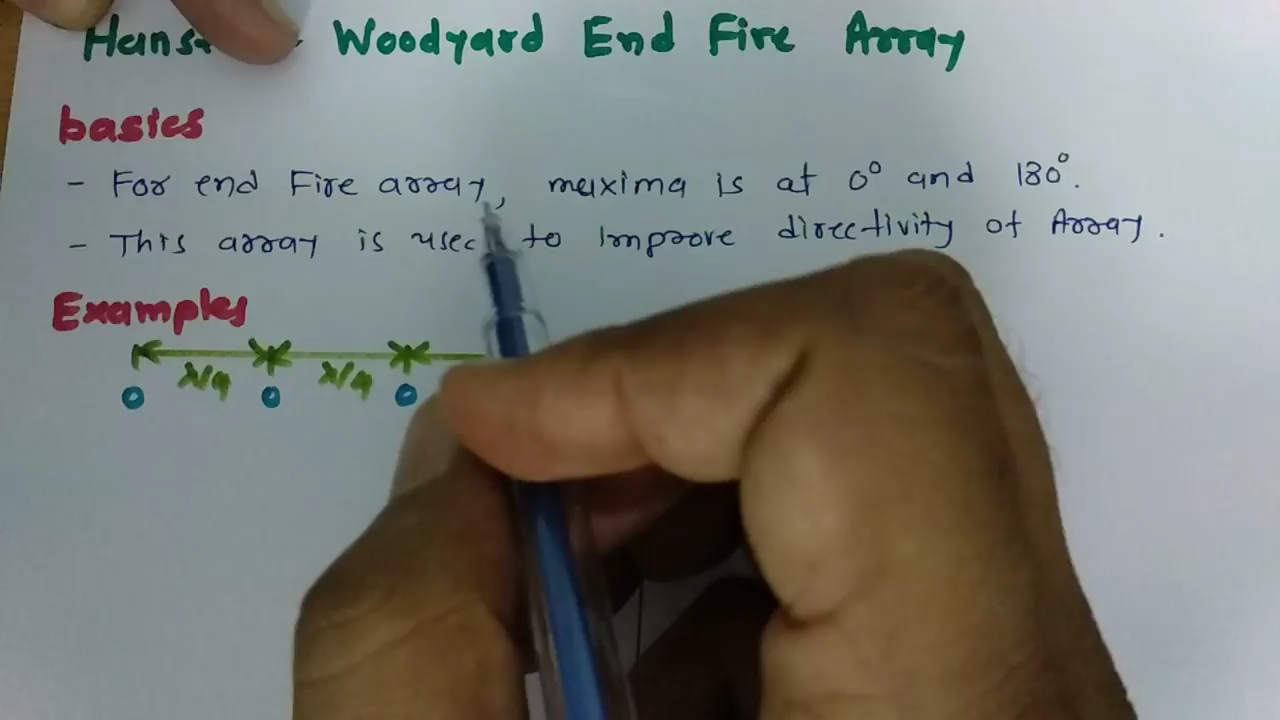 Woodyard End Fire Array
basics
- For end Fire array, maxima is at 0° and 180°.
- This array is used to Improve directivity of Array.
Examples
λ/4 λ/4